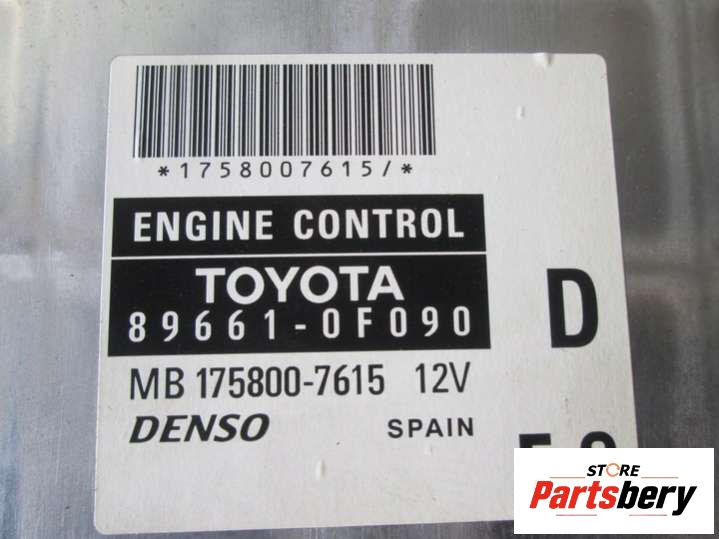 *1758007615/*
ENGINE CONTROL
TOYOTA
89661-0F090
D
MB 175800-7615 12V
DENSO SPAIN
STORE
Partsbery